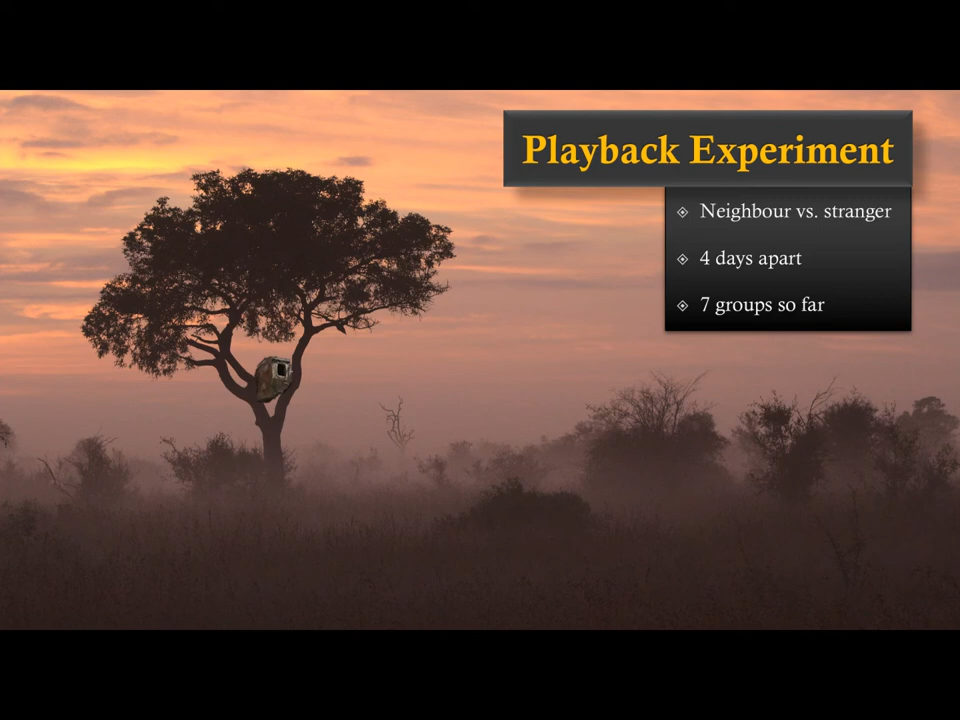 Playback Experiment
Neighbour vs. stranger
4 days apart
7 groups so far